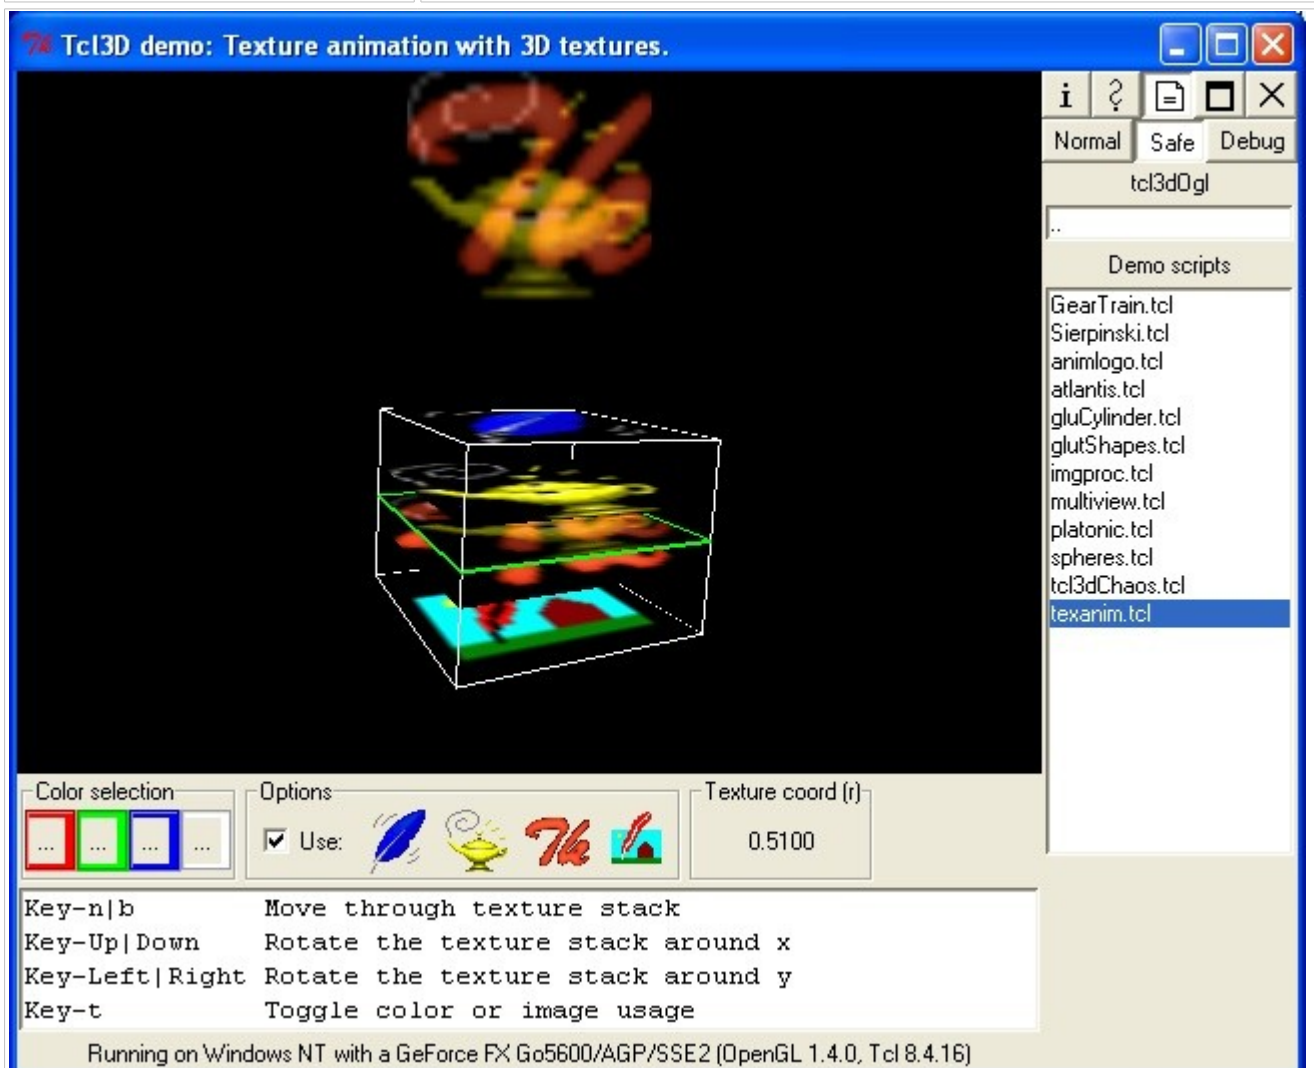 Tcl3D demo: Texture animation with 3D textures.
i ? X
Normal Safe Debug
tcl3dOgl
..
Demo scripts
GearTrain.tcl
Sierpinski.tcl
animlogo.tcl
atlantis.tcl
gluCylinder.tcl
glutShapes.tcl
imgproc.tcl
multiview.tcl
platonic.tcl
spheres.tcl
tcl3dChaos.tcl
texanim.tcl
Color selection
... ... ... ...
Options
Use:
Texture coord (r)
0.5100
Key-n|b Move through texture stack
Key-Up|Down Rotate the texture stack around x
Key-Left|Right Rotate the texture stack around y
Key-t Toggle color or image usage
Running on Windows NT with a GeForce FX Go5600/AGP/SSE2 (OpenGL 1.4.0, Tcl 8.4.16)